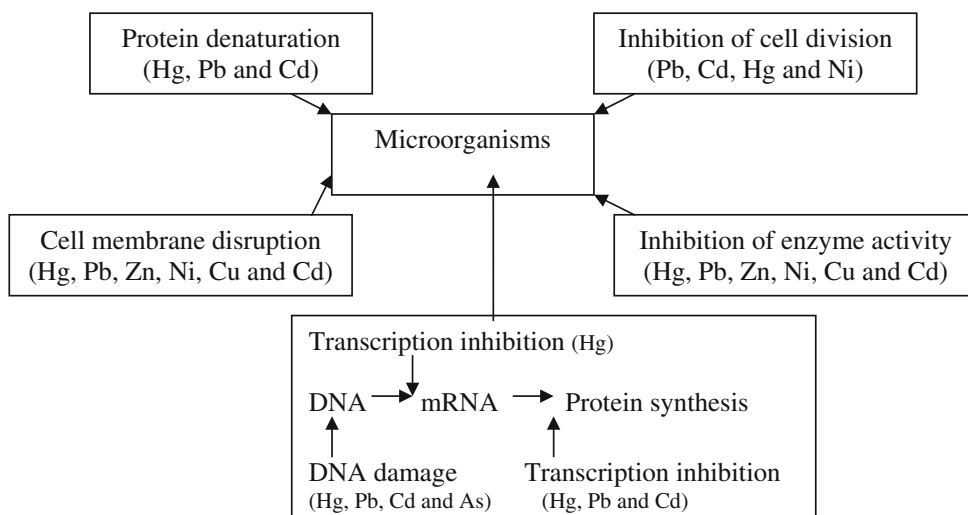 Protein denaturation
(Hg, Pb and Cd)
Inhibition of cell division
(Pb, Cd, Hg and Ni)
Microorganisms
Cell membrane disruption
(Hg, Pb, Zn, Ni, Cu and Cd)
Inhibition of enzyme activity
(Hg, Pb, Zn, Ni, Cu and Cd)
Transcription inhibition (Hg)
DNA mRNA Protein synthesis
DNA damage
(Hg, Pb, Cd and As)
Transcription inhibition
(Hg, Pb and Cd)